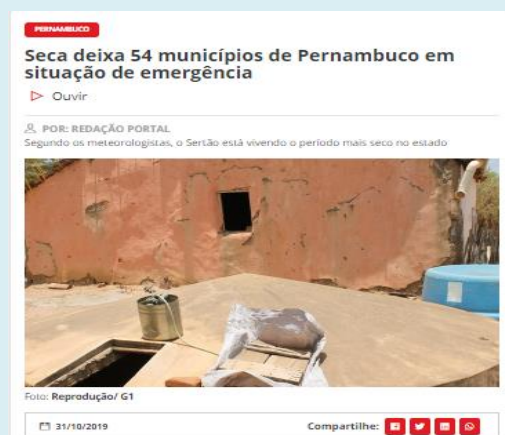 PERNAMBUCO
Seca deixa 54 municípios de Pernambuco em
situação de emergência
Ouvir
POR: REDAÇÃO PORTAL
Segundo os meteorologistas, o Sertão está vivendo o período mais seco no estado
Foto: Reprodução/ G1
31/10/2019
Compartilhe: